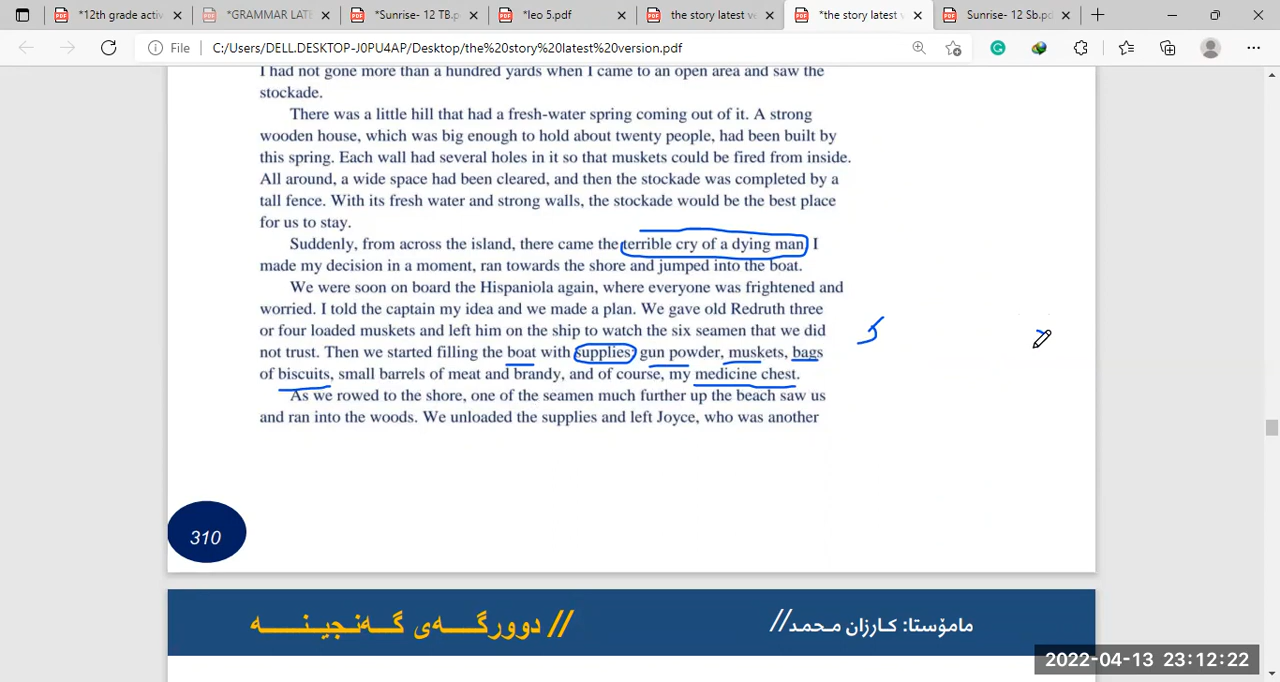 *12th grade activ
*GRAMMAR LATE
*Sunrise- 12 TB.p
*leo 5.pdf
the story latest ve
*the story latest v
Sunrise- 12 Sb.pd
File C:/Users/DELL.DESKTOP-J0PU4AP/Desktop/the%20story%20latest%20version.pdf
I had not gone more than a hundred yards when I came to an open area and saw the
stockade.
There was a little hill that had a fresh-water spring coming out of it. A strong
wooden house, which was big enough to hold about twenty people, had been built by
this spring. Each wall had several holes in it so that muskets could be fired from inside.
All around, a wide space had been cleared, and then the stockade was completed by a
tall fence. With its fresh water and strong walls, the stockade would be the best place
for us to stay.
Suddenly, from across the island, there came the terrible cry of a dying man. I
made my decision in a moment, ran towards the shore and jumped into the boat.
We were soon on board the Hispaniola again, where everyone was frightened and
worried. I told the captain my idea and we made a plan. We gave old Redruth three
or four loaded muskets and left him on the ship to watch the six seamen that we did
not trust. Then we started filling the boat with supplies: gun powder, muskets, bags
of biscuits, small barrels of meat and brandy, and of course, my medicine chest.
As we rowed to the shore, one of the seamen much further up the beach saw us
and ran into the woods. We unloaded the supplies and left Joyce, who was another
310
مامۆستا: کارزان محمد// // دوورگەی گەنجینە
2022-04-13 23:12:22